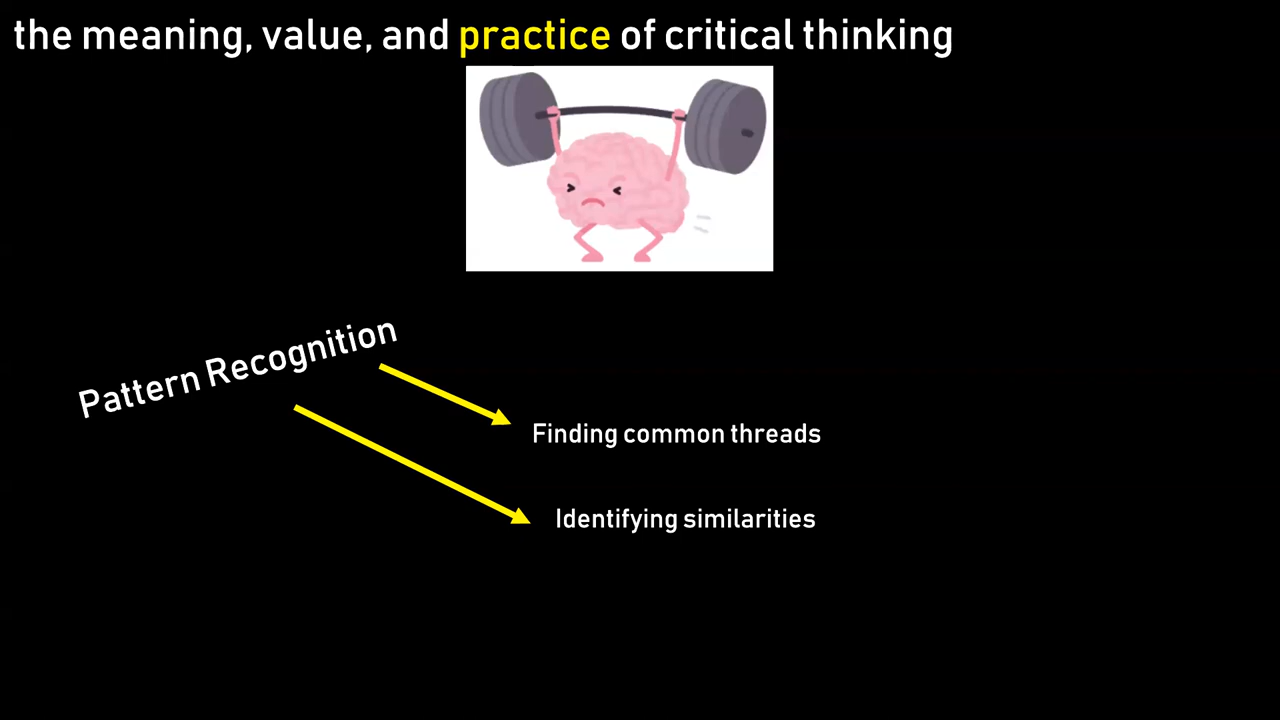 the meaning, value, and practice of critical thinking
Pattern Recognition
Finding common threads
Identifying similarities